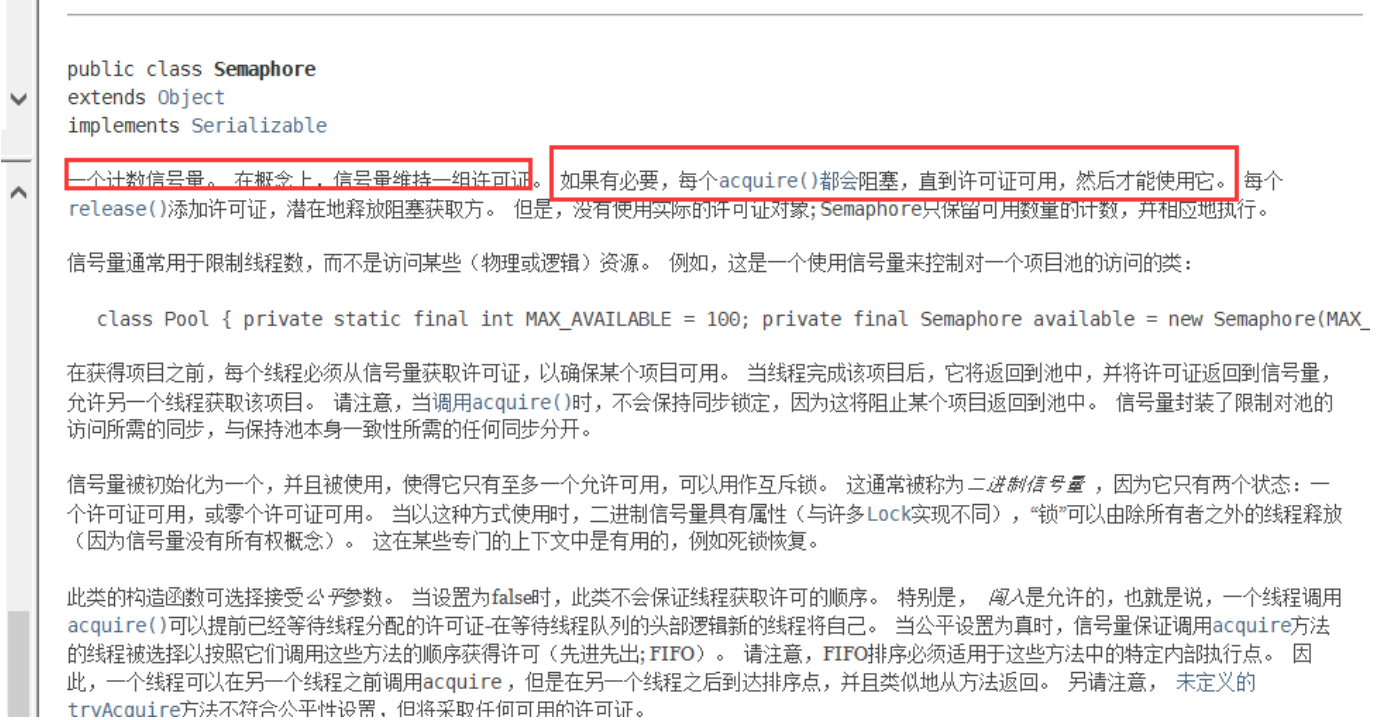 public class Semaphore
extends Object
implements Serializable
一个计数信号量。 在概念上，信号量维持一组许可证。 如果有必要，每个acquire()都会阻塞，直到许可证可用，然后才能使用它。 每个
release()添加许可证，潜在地释放阻塞获取方。 但是，没有使用实际的许可证对象; Semaphore只保留可用数量的计数，并相应地执行。
信号量通常用于限制线程数，而不是访问某些（物理或逻辑）资源。 例如，这是一个使用信号量来控制对一个项目池的访问的类：
class Pool { private static final int MAX_AVAILABLE = 100; private final Semaphore available = new Semaphore(MAX_
在获得项目之前，每个线程必须从信号量获取许可证，以确保某个项目可用。 当线程完成该项目后，它将返回到池中，并将许可证返回到信号量，
允许另一个线程获取该项目。 请注意，当调用acquire()时，不会保持同步锁定，因为这将阻止某个项目返回到池中。 信号量封装了限制对池的
访问所需的同步，与保持池本身一致性所需的任何同步分开。
信号量被初始化为一个，并且被使用，使得它只有至多一个允许可用，可以用作互斥锁。 这通常被称为二进制信号量 ，因为它只有两个状态：一
个许可证可用，或零个许可证可用。 当以这种方式使用时，二进制信号量具有属性（与许多Lock实现不同），“锁”可以由除所有者之外的线程释放
（因为信号量没有所有权概念）。 这在某些专门的上下文中是有用的，例如死锁恢复。
此类的构造函数可选择接受公平参数。 当设置为false时，此类不会保证线程获取许可的顺序。 特别是， 闯入是允许的，也就是说，一个线程调用
acquire()可以提前已经等待线程分配的许可证-在等待线程队列的头部逻辑新的线程将自己。 当公平设置为真时，信号量保证调用acquire方法
的线程被选择以按照它们调用这些方法的顺序获得许可（先进先出; FIFO）。 请注意，FIFO排序必须适用于这些方法中的特定内部执行点。 因
此，一个线程可以在另一个线程之前调用acquire ，但是在另一个线程之后到达排序点，并且类似地从方法返回。 另请注意， 未定义的
tryAcquire方法不符合公平性设置，但将采取任何可用的许可证。